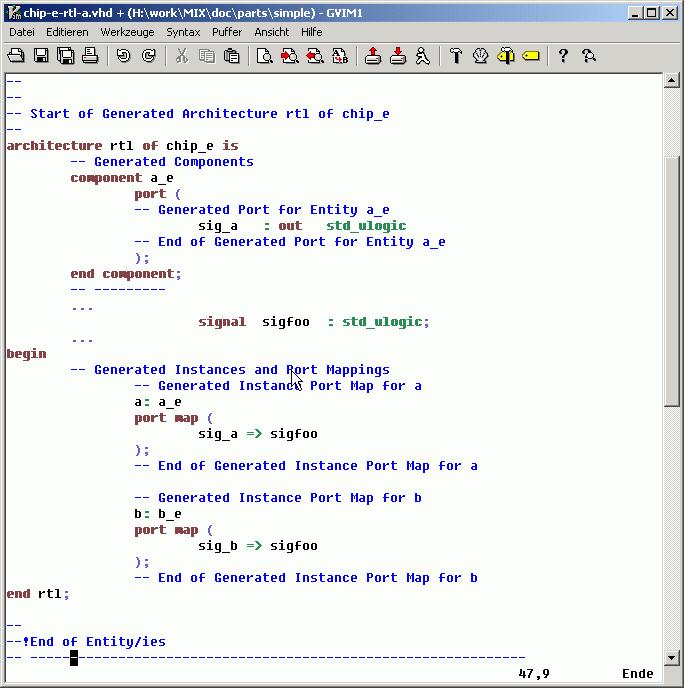 chip-e-rtl-a.vhd + (H:\work\MIX\doc\parts\simple) - GVIM1
Datei Editieren Werkzeuge Syntax Puffer Ansicht Hilfe
--
--
-- Start of Generated Architecture rtl of chip_e
--
architecture rtl of chip_e is
-- Generated Components
component a_e
port (
-- Generated Port for Entity a_e
sig_a : out std_ulogic
-- End of Generated Port for Entity a_e
);
end component;
-- ---------
...
signal sigfoo : std_ulogic;
...
begin
-- Generated Instances and Port Mappings
-- Generated Instance Port Map for a
a: a_e
port map (
sig_a => sigfoo
);
-- End of Generated Instance Port Map for a
-- Generated Instance Port Map for b
b: b_e
port map (
sig_b => sigfoo
);
-- End of Generated Instance Port Map for b
end rtl;
--
--!End of Entity/ies
-- --------------------------------------------------------------
47,9 Ende